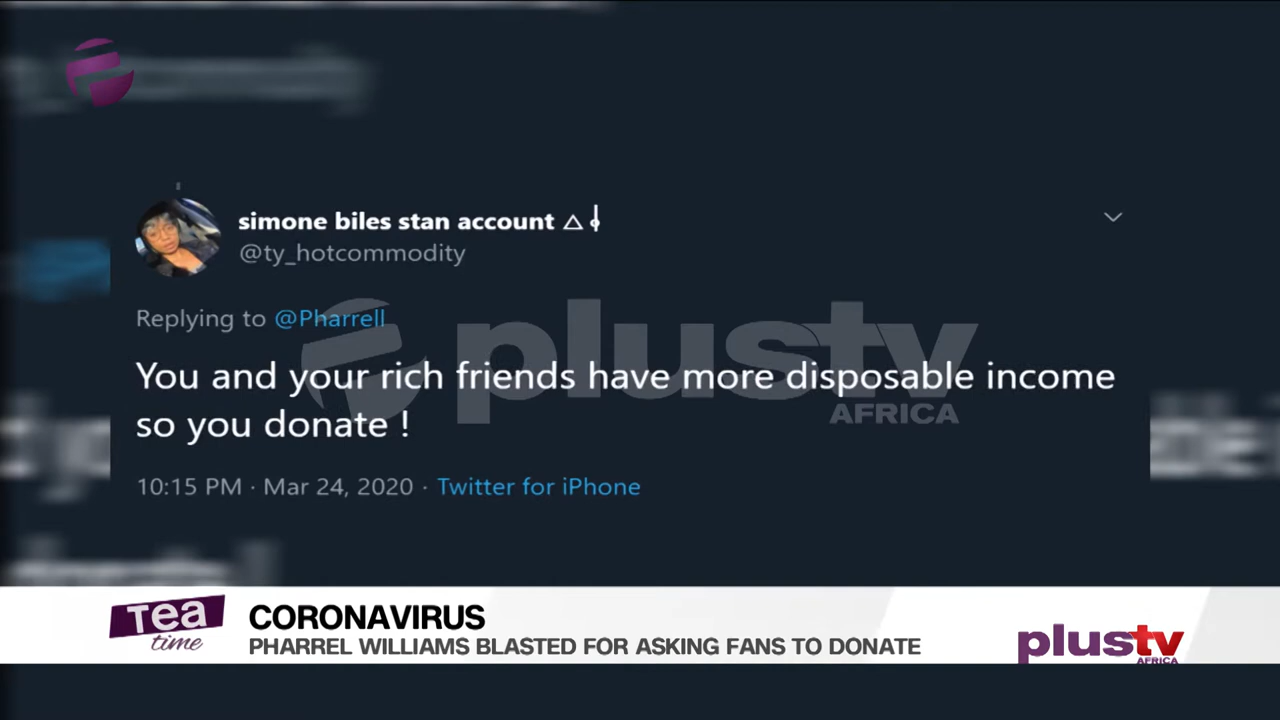 simone biles stan account
@ty_hotcommodity
Replying to @Pharrell
plustv
AFRICA
You and your rich friends have more disposable income
so you donate !
10:15 PM · Mar 24, 2020 · Twitter for iPhone
Tea
time
CORONAVIRUS
PHARREL WILLIAMS BLASTED FOR ASKING FANS TO DONATE
plustv
AFRICA